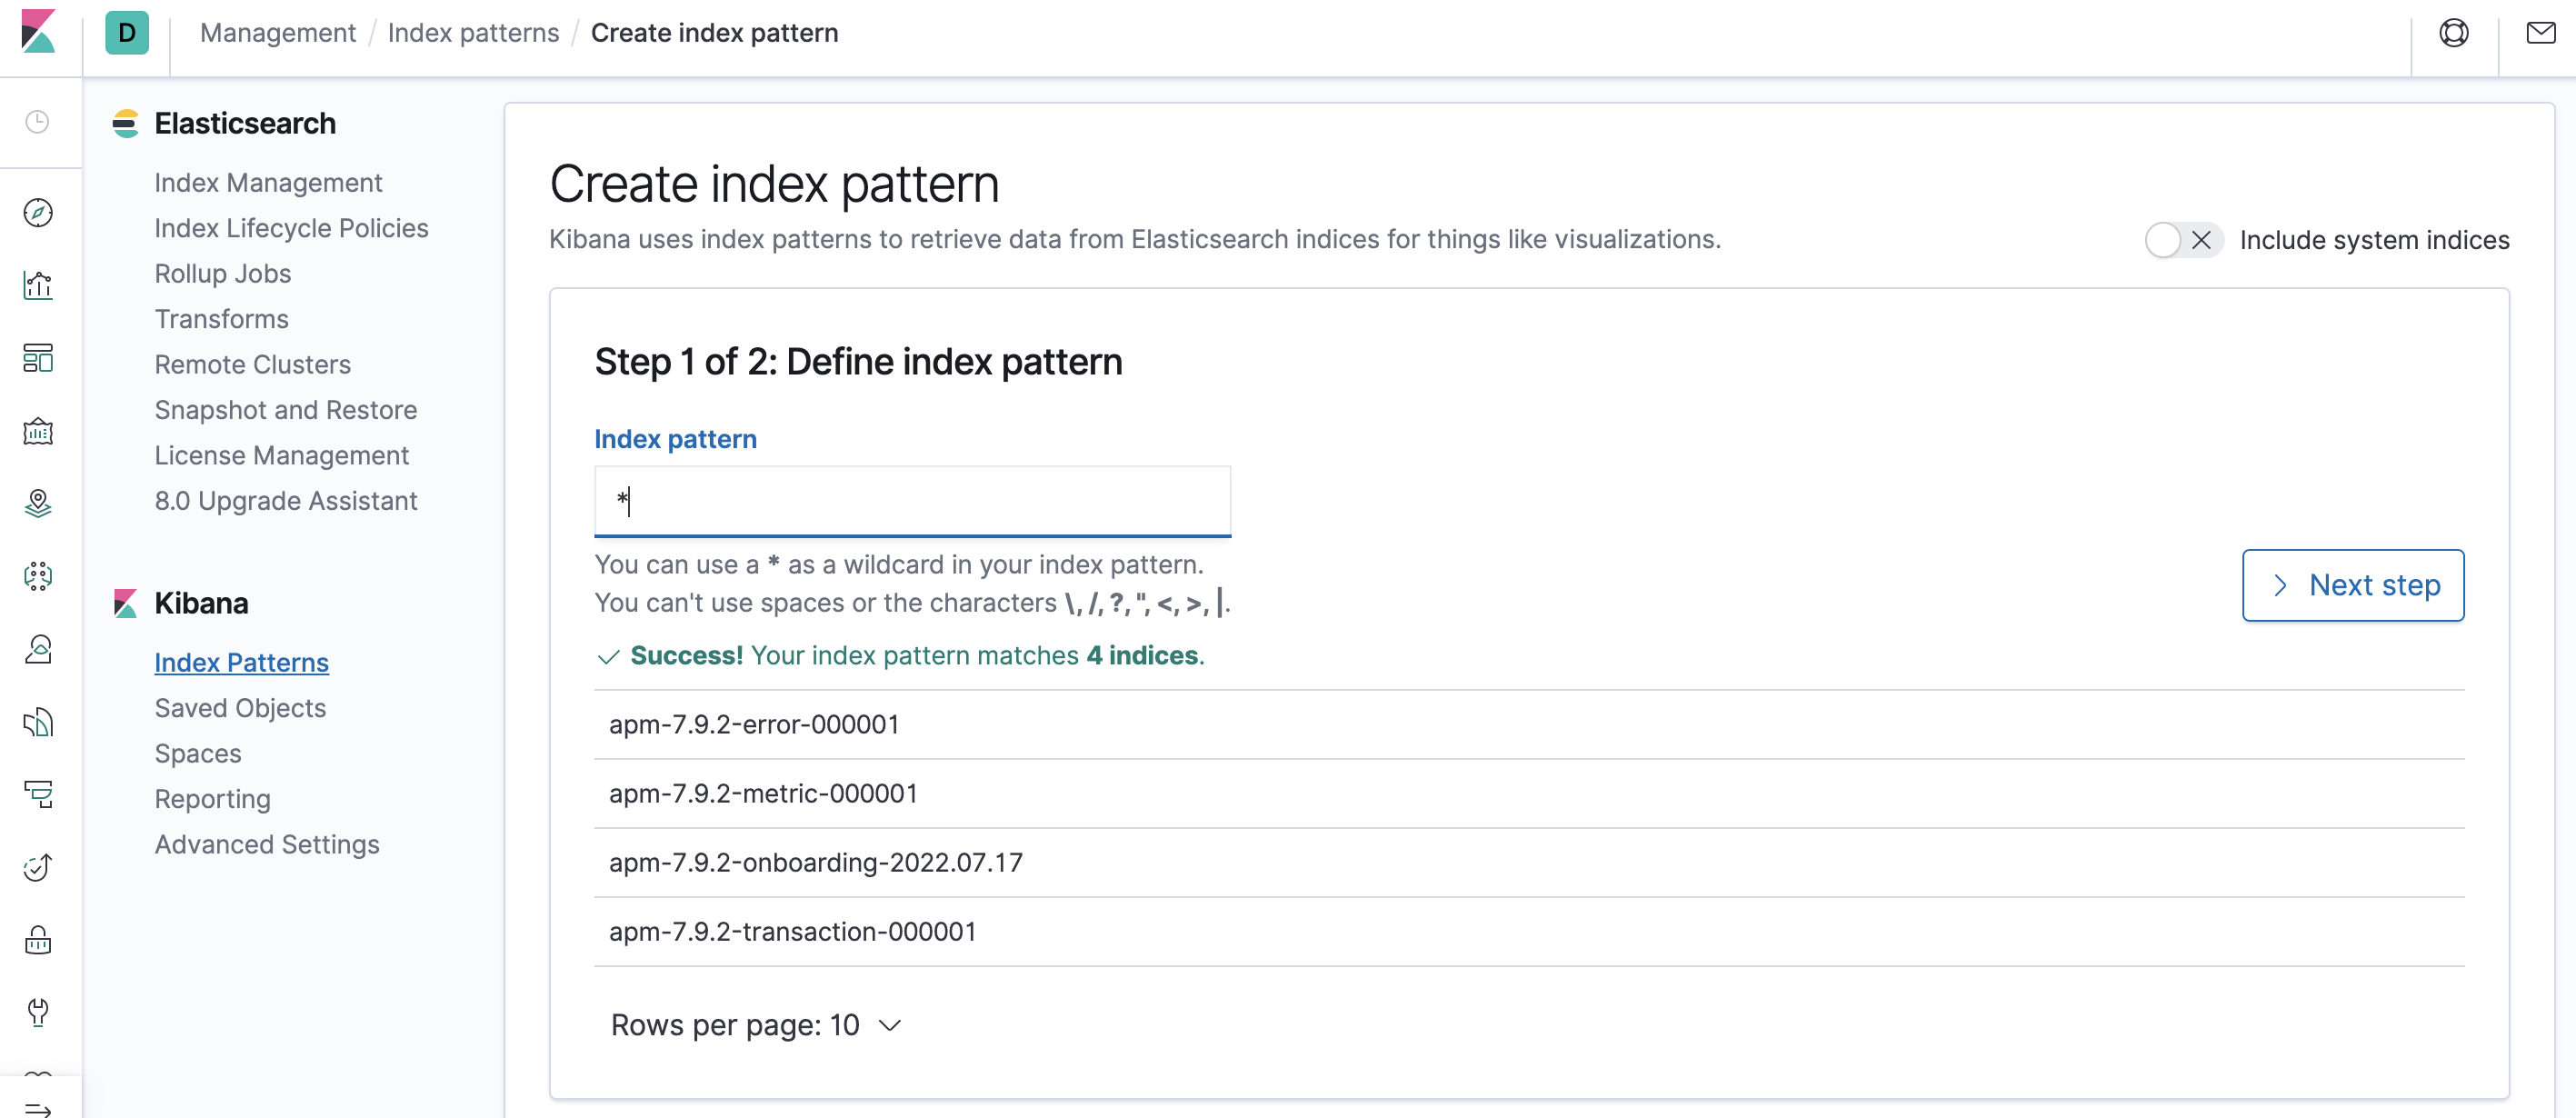 D
Management / Index patterns / Create index pattern
Elasticsearch
Index Management
Index Lifecycle Policies
Rollup Jobs
Transforms
Remote Clusters
Snapshot and Restore
License Management
8.0 Upgrade Assistant
Kibana
Index Patterns
Saved Objects
Spaces
Reporting
Advanced Settings
Create index pattern
Kibana uses index patterns to retrieve data from Elasticsearch indices for things like visualizations.
Include system indices
Step 1 of 2: Define index pattern
Index pattern
*
You can use a * as a wildcard in your index pattern.
You can't use spaces or the characters \, /, ?, ", <, >, |.
Next step
Success! Your index pattern matches 4 indices.
apm-7.9.2-error-000001
apm-7.9.2-metric-000001
apm-7.9.2-onboarding-2022.07.17
apm-7.9.2-transaction-000001
Rows per page: 10